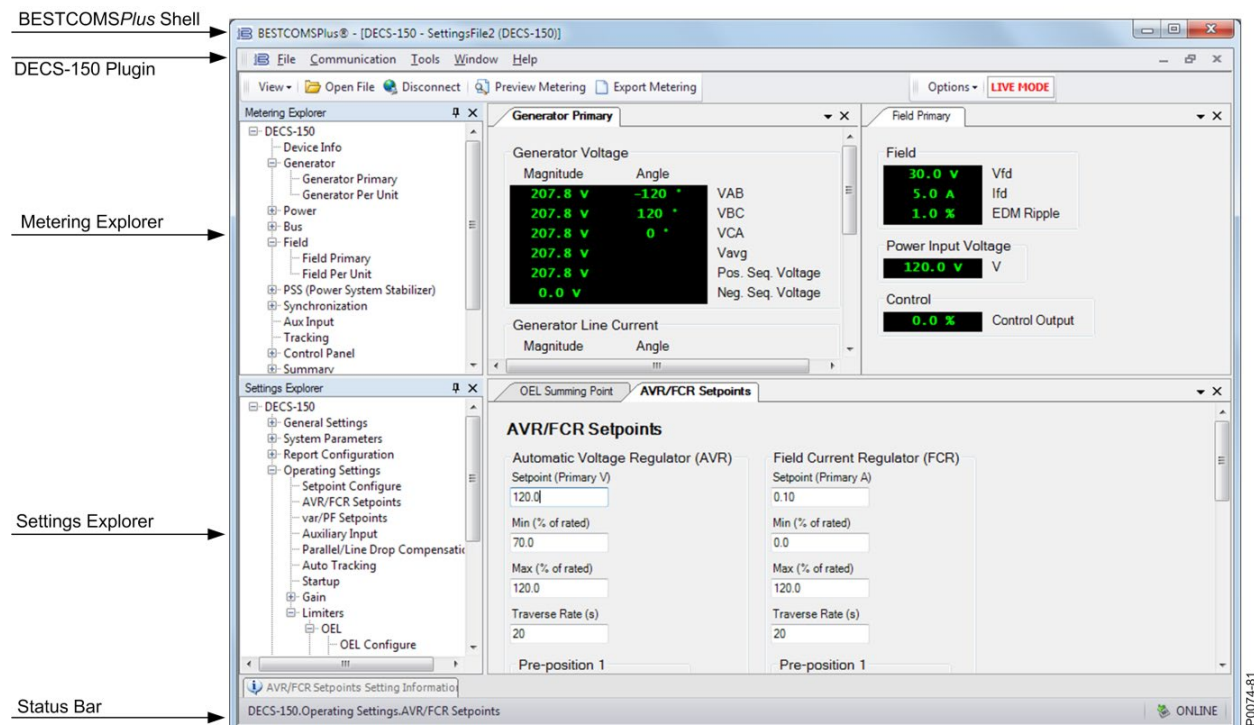 BESTCOMSPlus Shell
DECS-150 Plugin
Metering Explorer
Settings Explorer
Status Bar
BESTCOMSPlus® - [DECS-150 - SettingsFile2 (DECS-150)]
File Communication Tools Window Help
View Open File Disconnect Preview Metering Export Metering Options LIVE MODE
Metering Explorer
DECS-150
Device Info
Generator
Generator Primary
Generator Per Unit
Power
Bus
Field
Field Primary
Field Per Unit
PSS (Power System Stabilizer)
Synchronization
Aux Input
Tracking
Control Panel
Summary
Generator Primary
Generator Voltage
Magnitude Angle
207.8 V -120 ° VAB
207.8 V 120 ° VBC
207.8 V 0 ° VCA
207.8 V Vavg
207.8 V Pos. Seq. Voltage
0.0 V Neg. Seq. Voltage
Generator Line Current
Magnitude Angle
Field Primary
Field
30.0 V Vfd
5.0 A Ifd
1.0 % EDM Ripple
Power Input Voltage
120.0 V V
Control
0.0 % Control Output
Settings Explorer
DECS-150
General Settings
System Parameters
Report Configuration
Operating Settings
Setpoint Configure
AVR/FCR Setpoints
var/PF Setpoints
Auxiliary Input
Parallel/Line Drop Compensatic
Auto Tracking
Startup
Gain
Limiters
OEL
OEL Configure
OEL Summing Point AVR/FCR Setpoints
AVR/FCR Setpoints
Automatic Voltage Regulator (AVR)
Setpoint (Primary V)
120.0
Min (% of rated)
70.0
Max (% of rated)
120.0
Traverse Rate (s)
20
Pre-position 1
Field Current Regulator (FCR)
Setpoint (Primary A)
0.10
Min (% of rated)
0.0
Max (% of rated)
120.0
Traverse Rate (s)
20
Pre-position 1
AVR/FCR Setpoints Setting Information
DECS-150.Operating Settings.AVR/FCR Setpoints
ONLINE
P0074-81